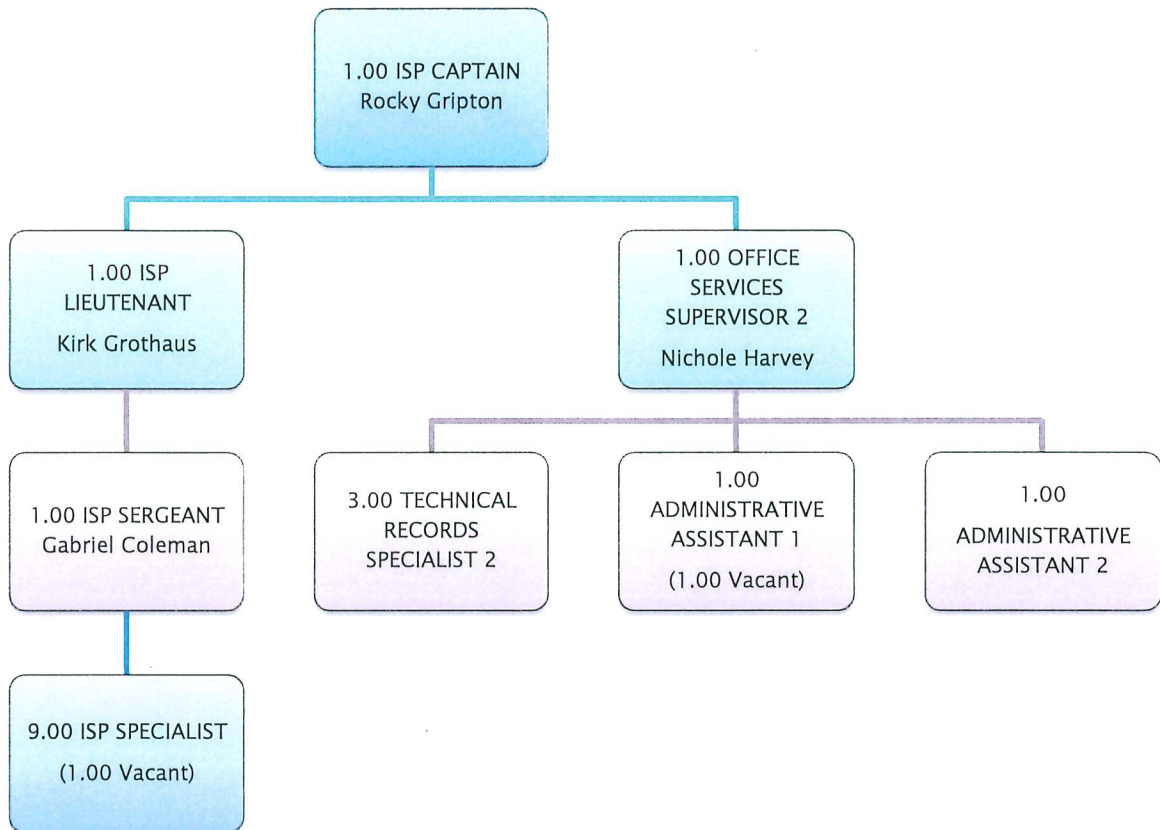 1.00 ISP CAPTAIN
Rocky Gripton
1.00 ISP
LIEUTENANT
Kirk Grothaus
1.00 OFFICE
SERVICES
SUPERVISOR 2
Nichole Harvey
1.00 ISP SERGEANT
Gabriel Coleman
3.00 TECHNICAL
RECORDS
SPECIALIST 2
1.00
ADMINISTRATIVE
ASSISTANT 1
(1.00 Vacant)
1.00
ADMINISTRATIVE
ASSISTANT 2
9.00 ISP SPECIALIST
(1.00 Vacant)